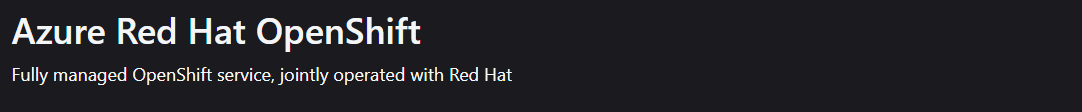 Azure Red Hat OpenShift
Fully managed OpenShift service, jointly operated with Red Hat